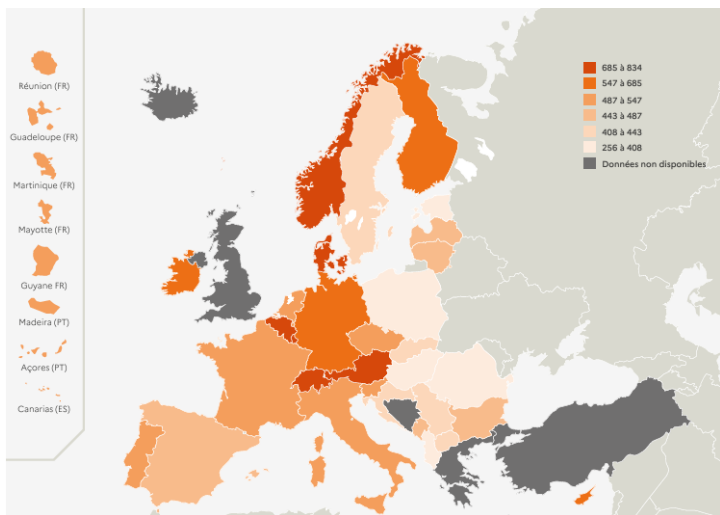 Réunion (FR)
Guadeloupe (FR)
Martinique (FR)
Mayotte (FR)
Guyane FR)
Madeira (PT)
Açores (PT)
Canarias (ES)
685 à 834
547 à 685
487 à 547
443 à 487
408 à 443
256 à 408
Données non disponibles